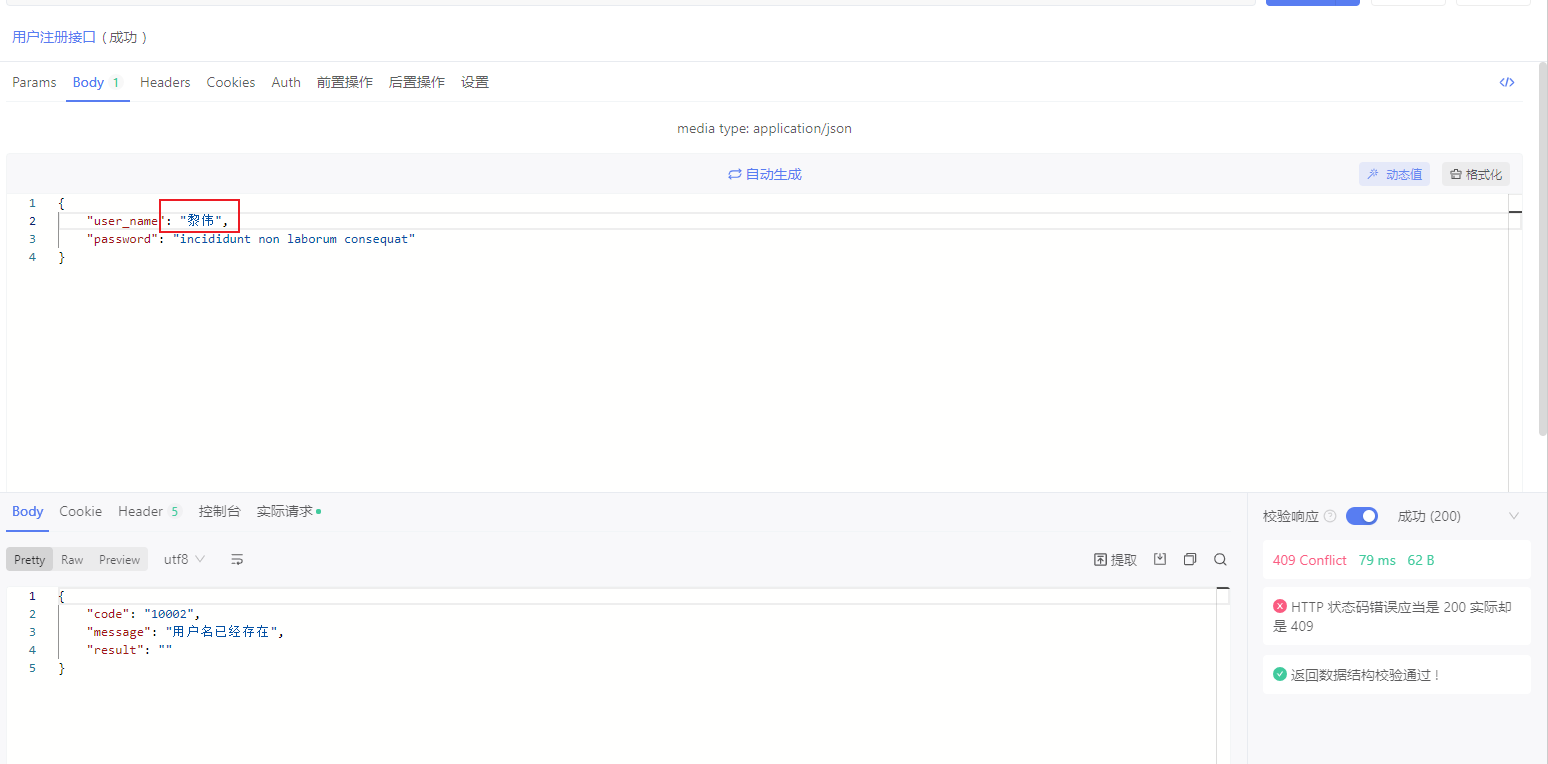 用户注册接口 ( 成功 )
Params Body 1 Headers Cookies Auth 前置操作 后置操作 设置 </>
media type: application/json
自动生成 动态值 格式化
1 {
2 "user_name": "黎伟",
3 "password": "incididunt non laborum consequat"
4 }
Body Cookie Header 5 控制台 实际请求
校验响应 ? 成功 (200)
Pretty Raw Preview utf8 提取
409 Conflict 79 ms 62 B
1 {
2 "code": "10002",
3 "message": "用户名已经存在",
4 "result": ""
5 }
HTTP 状态码错误应当是 200 实际却
是 409
返回数据结构校验通过 !